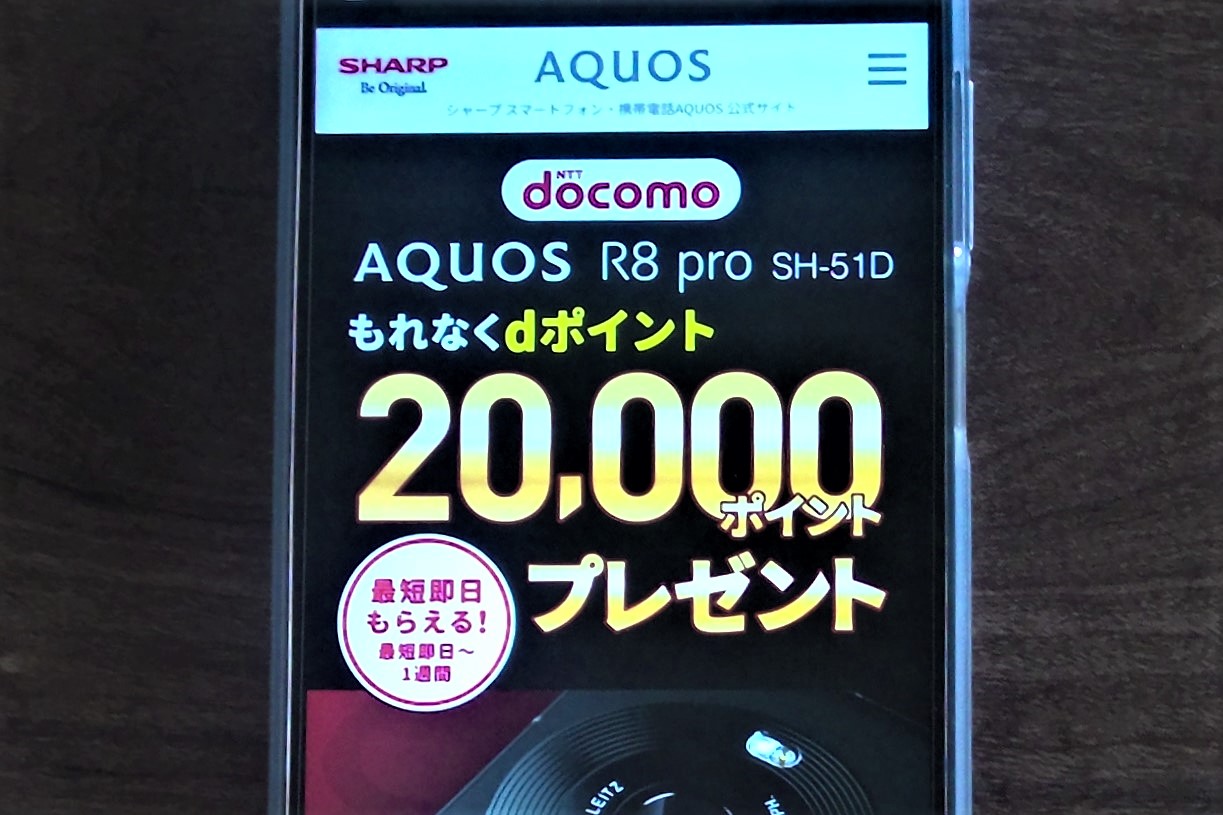 SHARP
Be Original.
AQUOS
シャープ スマートフォン・携帯電話AQUOS 公式サイト
NTT
docomo
AQUOS R8 pro SH-51D
もれなくdポイント
20,000
ポイント
プレゼント
最短即日
もらえる!
最短即日〜
1週間
LEITZ
PH.